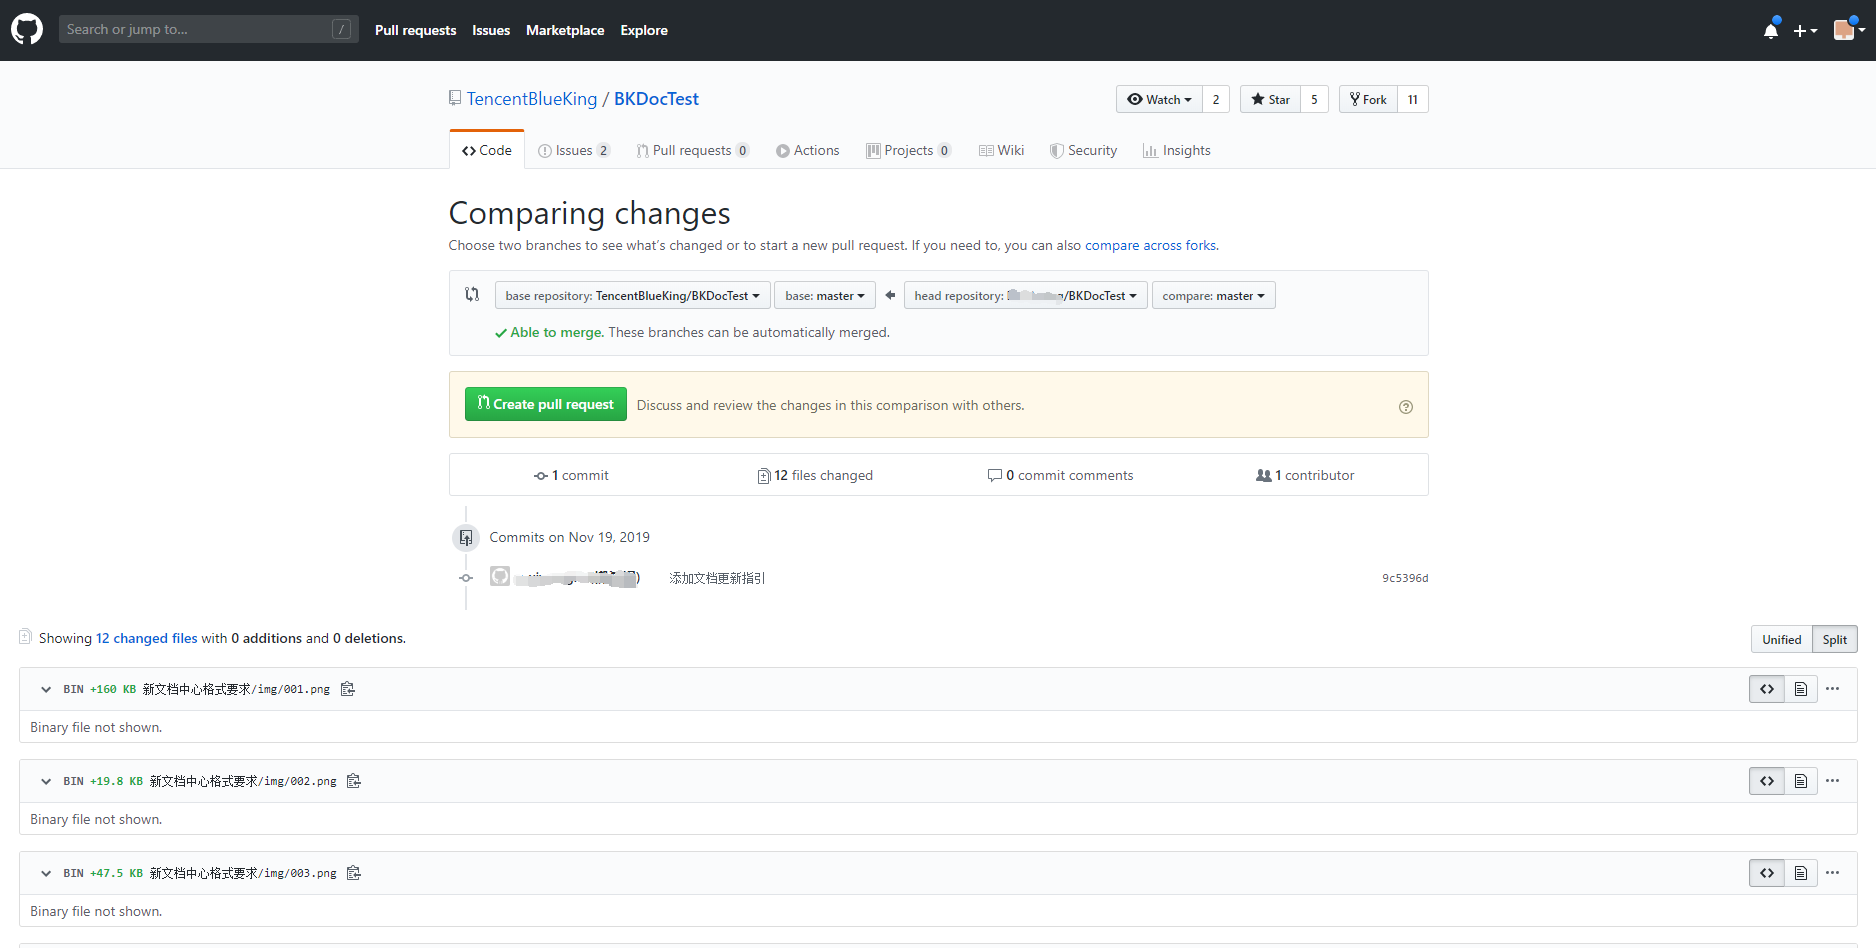 Search or jump to... / Pull requests Issues Marketplace Explore
TencentBlueKing / BKDocTest Watch 2 Star 5 Fork 11
Code Issues 2 Pull requests 0 Actions Projects 0 Wiki Security Insights
Comparing changes
Choose two branches to see what's changed or to start a new pull request. If you need to, you can also compare across forks.
base repository: TencentBlueKing/BKDocTest base: master head repository: /BKDocTest compare: master
Able to merge. These branches can be automatically merged.
Create pull request Discuss and review the changes in this comparison with others.
1 commit 12 files changed 0 commit comments 1 contributor
Commits on Nov 19, 2019
添加文档更新指引 9c5396d
Showing 12 changed files with 0 additions and 0 deletions. Unified Split
BIN +160 KB 新文档中心格式要求/img/001.png
Binary file not shown.
BIN +19.8 KB 新文档中心格式要求/img/002.png
Binary file not shown.
BIN +47.5 KB 新文档中心格式要求/img/003.png
Binary file not shown.